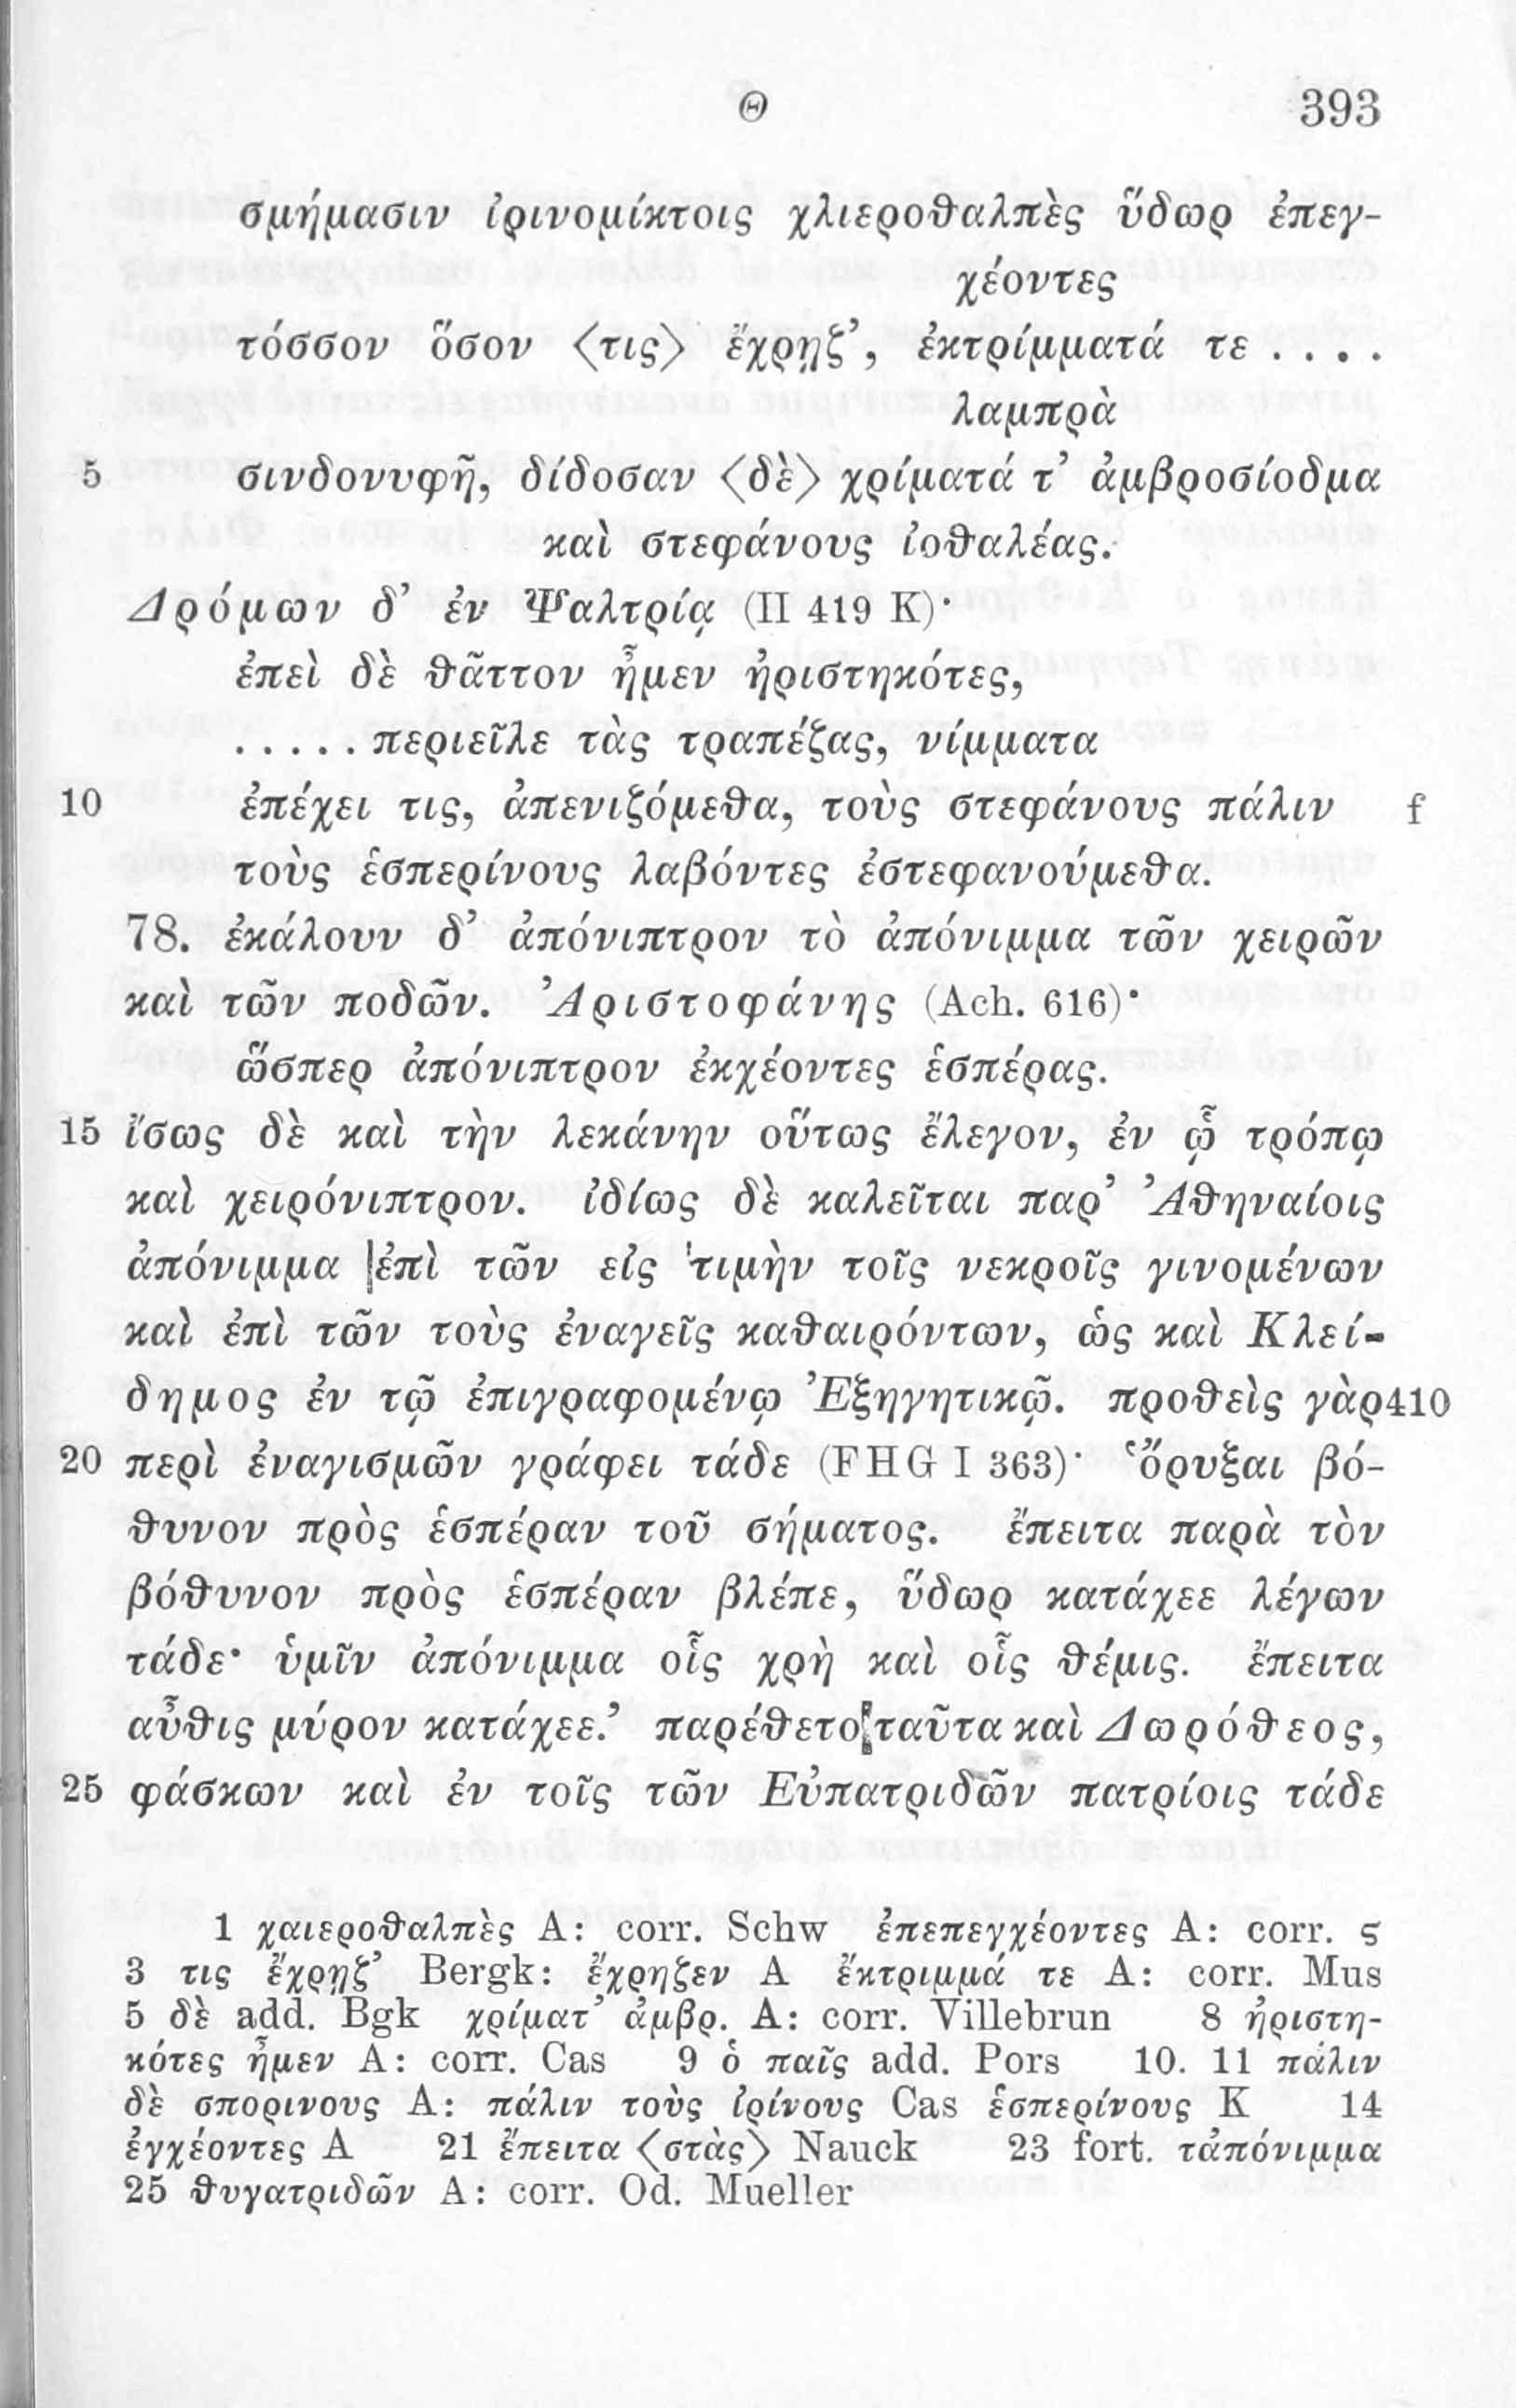 Θ 393
σμήμασιν ἰρινομίκτοις χλιεροθαλπὲς ὕδωρ ἐπεγ-
χέοντες
τόσσον ὅσον ⟨τις⟩ ἔχρῃζ’, ἐκτρίμματά τε . . . .
λαμπρὰ
5 σινδονυφῆ, δίδοσαν ⟨δὲ⟩ χρίματά τ’ ἀμβροσίοδμα
καὶ στεφάνους ἰοθαλέας.
Δρόμων δ’ ἐν Ψαλτρίᾳ (II 419 K)·
ἐπεὶ δὲ θᾶττον ἦμεν ἠριστηκότες,
. . . . . περιεῖλε τὰς τραπέζας, νίμματα
10 ἐπέχει τις, ἀπενιζόμεθα, τοὺς στεφάνους πάλιν f
τοὺς ἑσπερίνους λαβόντες ἐστεφανούμεθα.
78. ἐκάλουν δ’ ἀπόνιπτρον τὸ ἀπόνιμμα τῶν χειρῶν
καὶ τῶν ποδῶν. Ἀριστοφάνης (Ach. 616)·
ὥσπερ ἀπόνιπτρον ἐκχέοντες ἑσπέρας.
15 ἴσως δὲ καὶ τὴν λεκάνην οὕτως ἔλεγον, ἐν ᾧ τρόπῳ
καὶ χειρόνιπτρον. ἰδίως δὲ καλεῖται παρ’ Ἀθηναίοις
ἀπόνιμμα ἐπὶ τῶν εἰς τιμὴν τοῖς νεκροῖς γινομένων
καὶ ἐπὶ τῶν τοὺς ἐναγεῖς καθαιρόντων, ὡς καὶ Κλεί-
δημος ἐν τῷ ἐπιγραφομένῳ Ἐξηγητικῷ. προθεὶς γὰρ 410
20 περὶ ἐναγισμῶν γράφει τάδε (FHG I 363)· ‘ὄρυξαι βό-
θυνον πρὸς ἑσπέραν τοῦ σήματος. ἔπειτα παρὰ τὸν
βόθυνον πρὸς ἑσπέραν βλέπε, ὕδωρ κατάχεε λέγων
τάδε· ὑμῖν ἀπόνιμμα οἷς χρὴ καὶ οἷς θέμις. ἔπειτα
αὖθις μύρον κατάχεε.’ παρέθετο ταῦτα καὶ Δωρόθεος,
25 φάσκων καὶ ἐν τοῖς τῶν Εὐπατριδῶν πατρίοις τάδε
1 χαιεροθαλπὲς A: corr. Schw ἐπεπεγχέοντες A: corr. ς
3 τις ἔχρῃζ’ Bergk: ἔχρηζεν A ἔκτριμμά τε A: corr. Mus
5 δὲ add. Bgk χρίματ’ ἀμβρ. A: corr. Villebrun 8 ἠριστη-
κότες ἦμεν A: corr. Cas 9 ὁ παῖς add. Pors 10. 11 πάλιν
δὲ σπορινους A: πάλιν τοὺς ἰρίνους Cas ἑσπερίνους K 14
ἐγχέοντες A 21 ἔπειτα ⟨στὰς⟩ Nauck 23 fort. τἀπόνιμμα
25 θυγατριδῶν A: corr. Od. Mueller